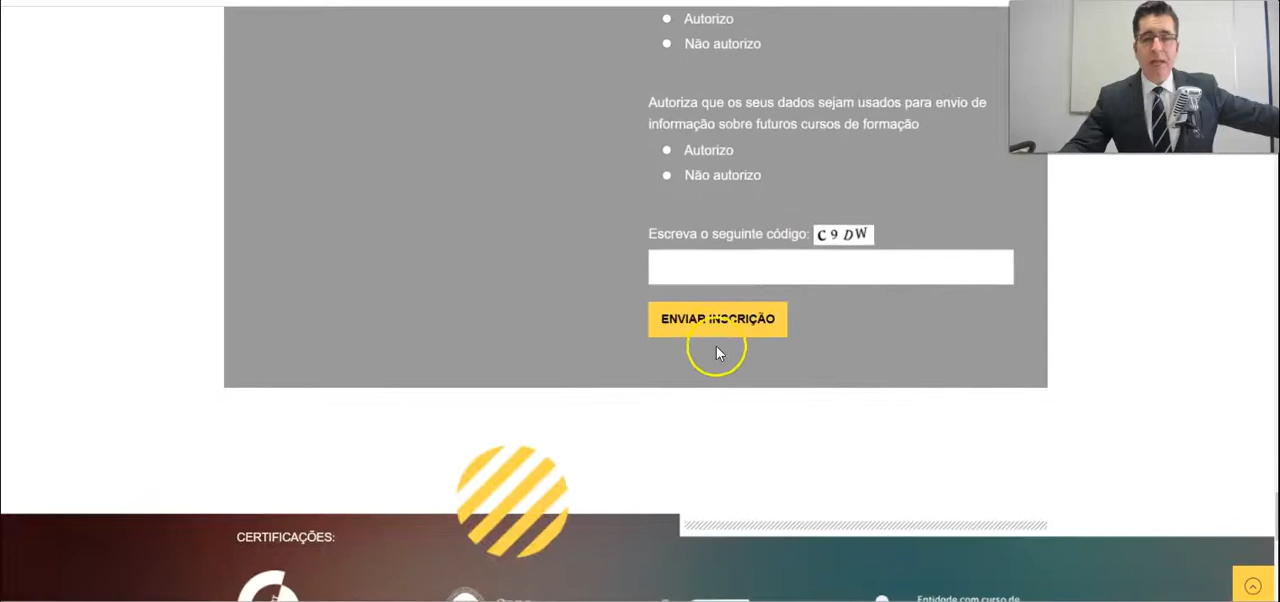 Autorizo
Não autorizo
Autoriza que os seus dados sejam usados para envio de
informação sobre futuros cursos de formação
Autorizo
Não autorizo
Escreva o seguinte código: C9DW
ENVIAR INSCRIÇÃO
CERTIFICAÇÕES:
Entidade com curso de